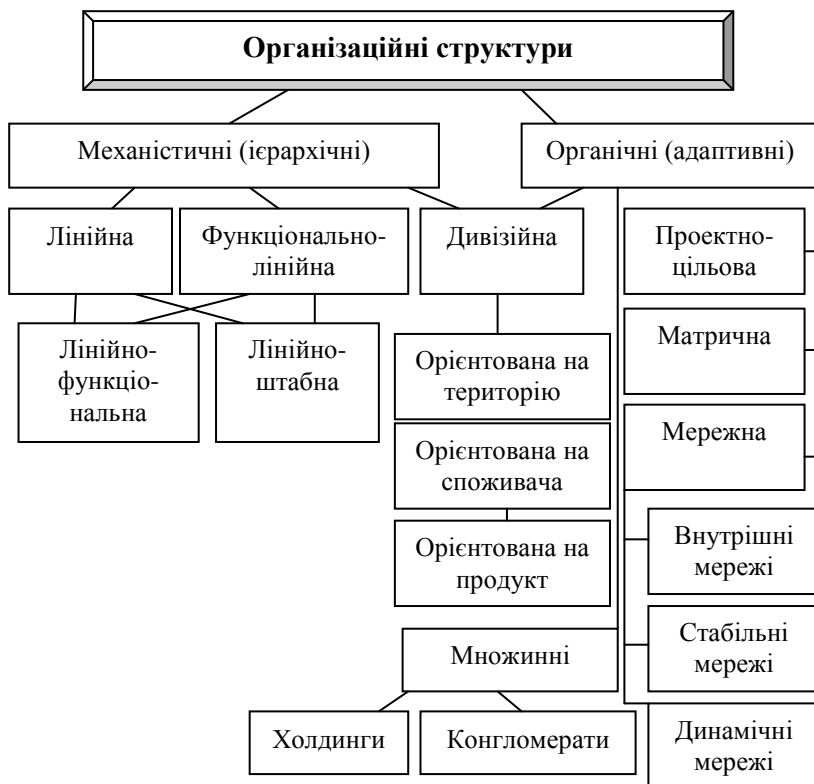 Організаційні структури
Механістичні (ієрархічні)
Органічні (адаптивні)
Лінійна
Функціонально-
лінійна
Дивізійна
Проектно-
цільова
Лінійно-
функціо-
нальна
Лінійно-
штабна
Орієнтована на
територію
Матрична
Орієнтована на
споживача
Мережна
Орієнтована на
продукт
Внутрішні
мережі
Множинні
Стабільні
мережі
Холдинги
Конгломерати
Динамічні
мережі